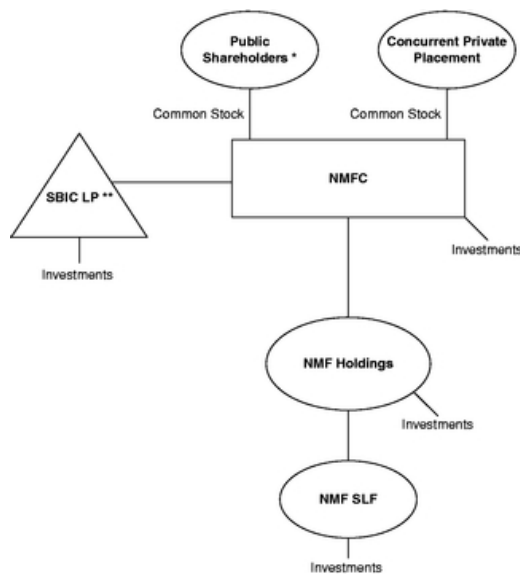 Public
Shareholders *
Concurrent Private
Placement
Common Stock
Common Stock
NMFC
SBIC LP **
Investments
Investments
NMF Holdings
Investments
NMF SLF
Investments